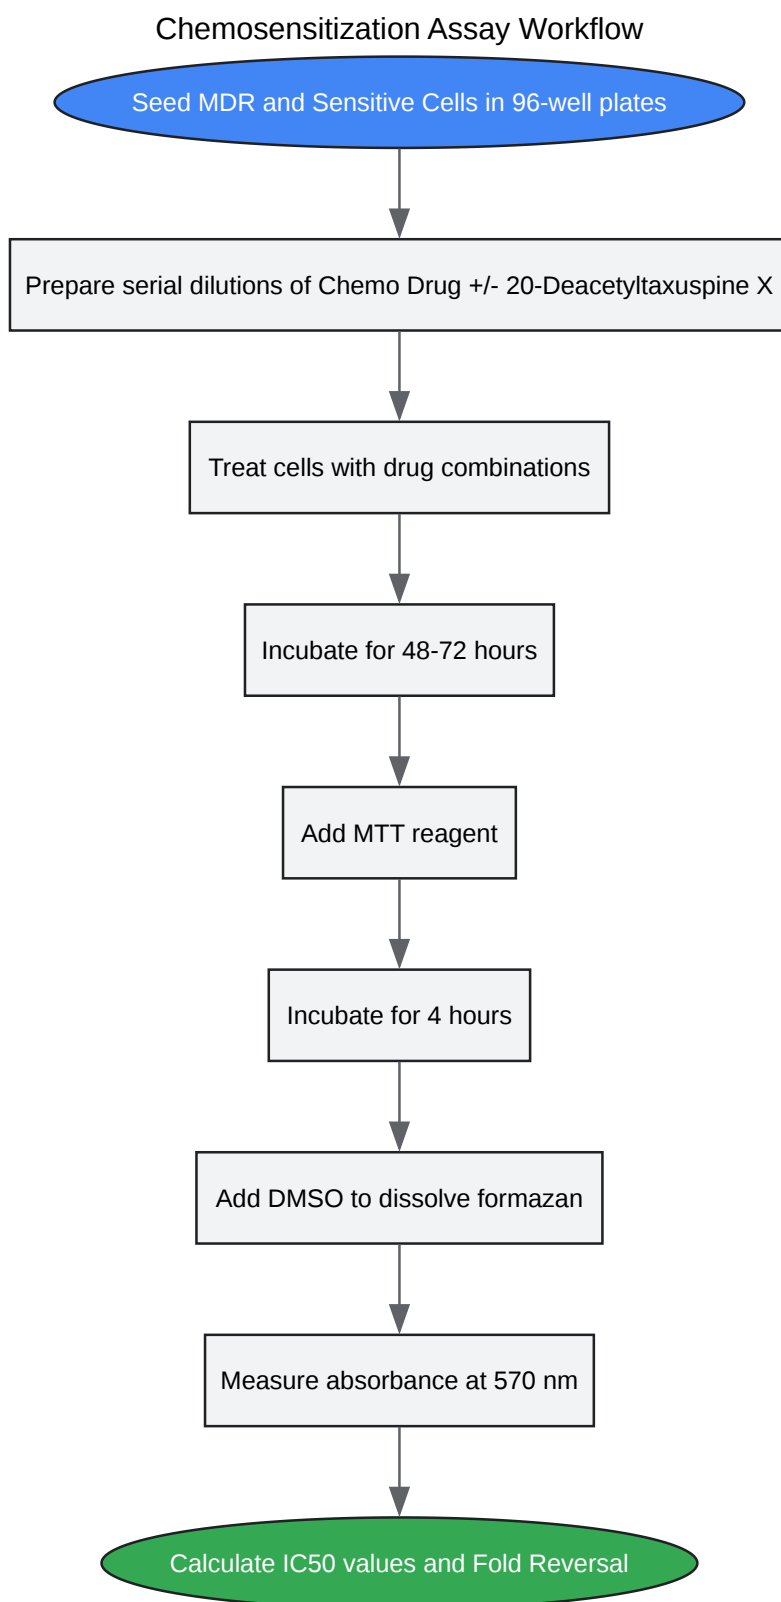 Chemosensitization Assay Workflow
Seed MDR and Sensitive Cells in 96-well plates
Prepare serial dilutions of Chemo Drug +/- 20-Deacetyltaxuspine X
Treat cells with drug combinations
Incubate for 48-72 hours
Add MTT reagent
Incubate for 4 hours
Add DMSO to dissolve formazan
Measure absorbance at 570 nm
Calculate IC50 values and Fold Reversal